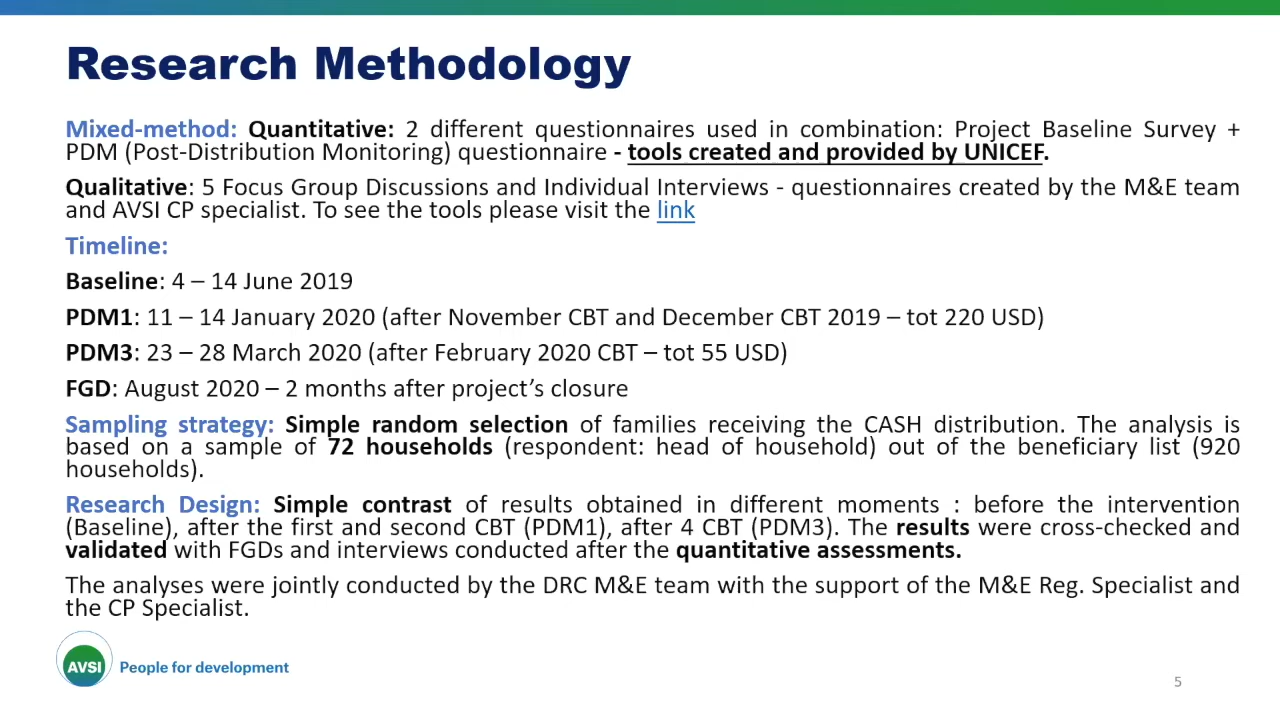 Research Methodology
Mixed-method: Quantitative: 2 different questionnaires used in combination: Project Baseline Survey +
PDM (Post-Distribution Monitoring) questionnaire - tools created and provided by UNICEF.
Qualitative: 5 Focus Group Discussions and Individual Interviews - questionnaires created by the M&E team
and AVSI CP specialist. To see the tools please visit the link
Timeline:
Baseline: 4 – 14 June 2019
PDM1: 11 – 14 January 2020 (after November CBT and December CBT 2019 – tot 220 USD)
PDM3: 23 – 28 March 2020 (after February 2020 CBT – tot 55 USD)
FGD: August 2020 – 2 months after project’s closure
Sampling strategy: Simple random selection of families receiving the CASH distribution. The analysis is
based on a sample of 72 households (respondent: head of household) out of the beneficiary list (920
households).
Research Design: Simple contrast of results obtained in different moments : before the intervention
(Baseline), after the first and second CBT (PDM1), after 4 CBT (PDM3). The results were cross-checked and
validated with FGDs and interviews conducted after the quantitative assessments.
The analyses were jointly conducted by the DRC M&E team with the support of the M&E Reg. Specialist and
the CP Specialist.
AVSI People for development
5